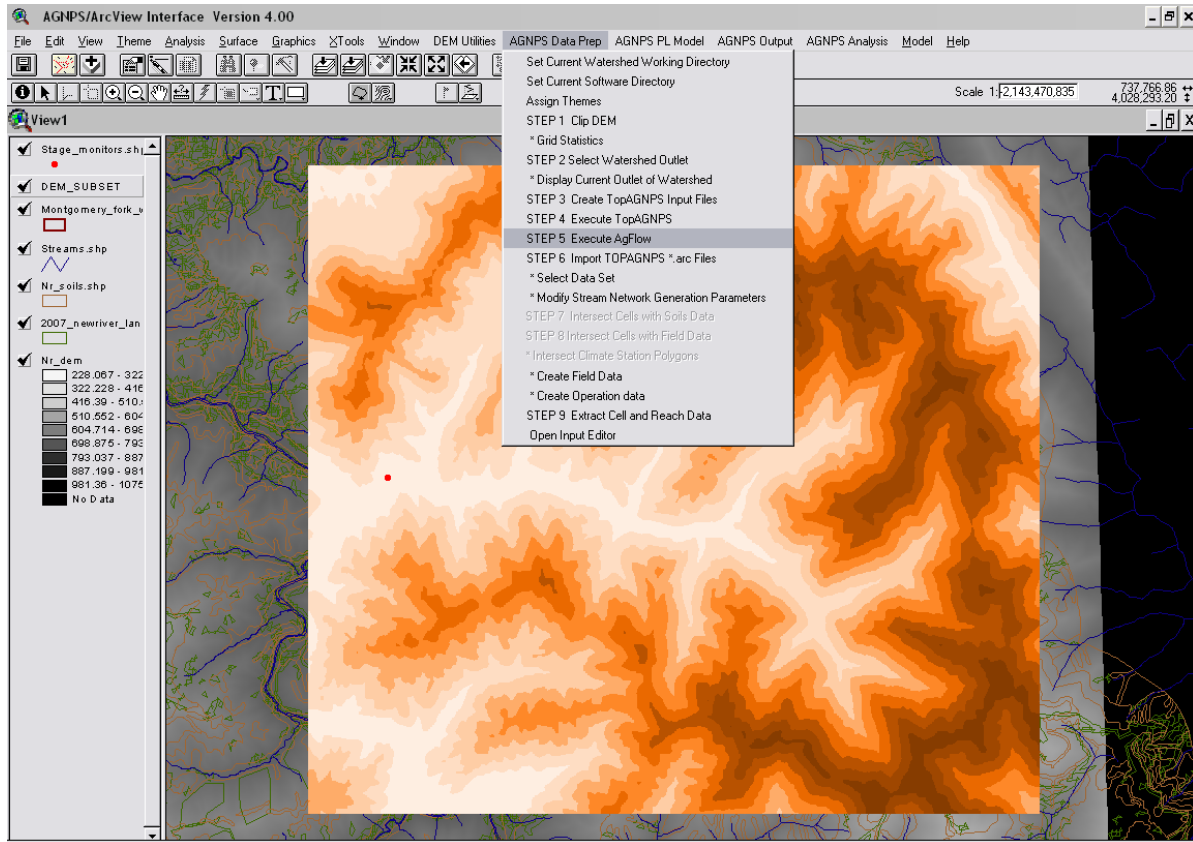 AGNPS/ArcView Interface Version 4.00
File Edit View Theme Analysis Surface Graphics XTools Window DEM Utilities AGNPS Data Prep AGNPS PL Model AGNPS Output AGNPS Analysis Model Help
Scale 1: -2,143,470,835
737,766.86
4,028,293.20
View1
Stage_monitors.sh
DEM_SUBSET
Montgomery_fork_
Streams.shp
Nr_soils.shp
2007_newriver_lan
Nr_dem
228.067 - 322
322.228 - 416
416.39 - 510.
510.552 - 604
604.714 - 698
698.875 - 793
793.037 - 887
887.199 - 981
981.36 - 1075
No Data
Set Current Watershed Working Directory
Set Current Software Directory
Assign Themes
STEP 1 Clip DEM
* Grid Statistics
STEP 2 Select Watershed Outlet
* Display Current Outlet of Watershed
STEP 3 Create TopAGNPS Input Files
STEP 4 Execute TopAGNPS
STEP 5 Execute AgFlow
STEP 6 Import TOPAGNPS *.arc Files
* Select Data Set
* Modify Stream Network Generation Parameters
STEP 7 Intersect Cells with Soils Data
STEP 8 Intersect Cells with Field Data
* Intersect Climate Station Polygons
* Create Field Data
* Create Operation data
STEP 9 Extract Cell and Reach Data
Open Input Editor